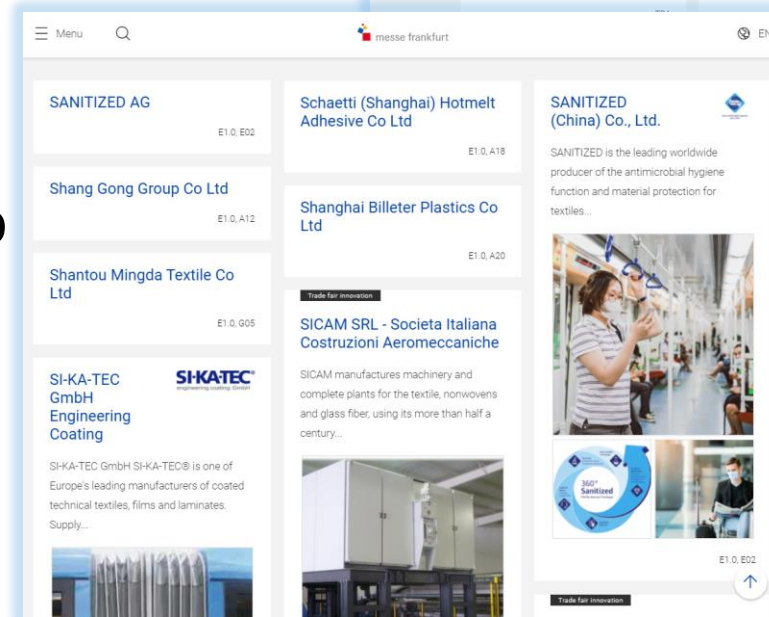 Menu
messe frankfurt
EN
SANITIZED AG
E1.0, E02
Shang Gong Group Co Ltd
E1.0, A12
Shantou Mingda Textile Co
Ltd
E1.0, G05
SI-KA-TEC
GmbH
Engineering
Coating
SI-KA-TEC®
engineering coating GmbH
SI-KA-TEC GmbH SI-KA-TEC® is one of
Europe's leading manufacturers of coated
technical textiles, films and laminates.
Supply...
Schaetti (Shanghai) Hotmelt
Adhesive Co Ltd
E1.0, A18
Shanghai Billeter Plastics Co
Ltd
E1.0, A20
Trade fair innovation
SICAM SRL - Societa Italiana
Costruzioni Aeromeccaniche
SICAM manufactures machinery and
complete plants for the textile, nonwovens
and glass fiber, using its more than half a
century...
SANITIZED
(China) Co., Ltd.
SANITIZED is the leading worldwide
producer of the antimicrobial hygiene
function and material protection for
textiles...
360°
Sanitized
E1.0, E02
Trade fair innovation